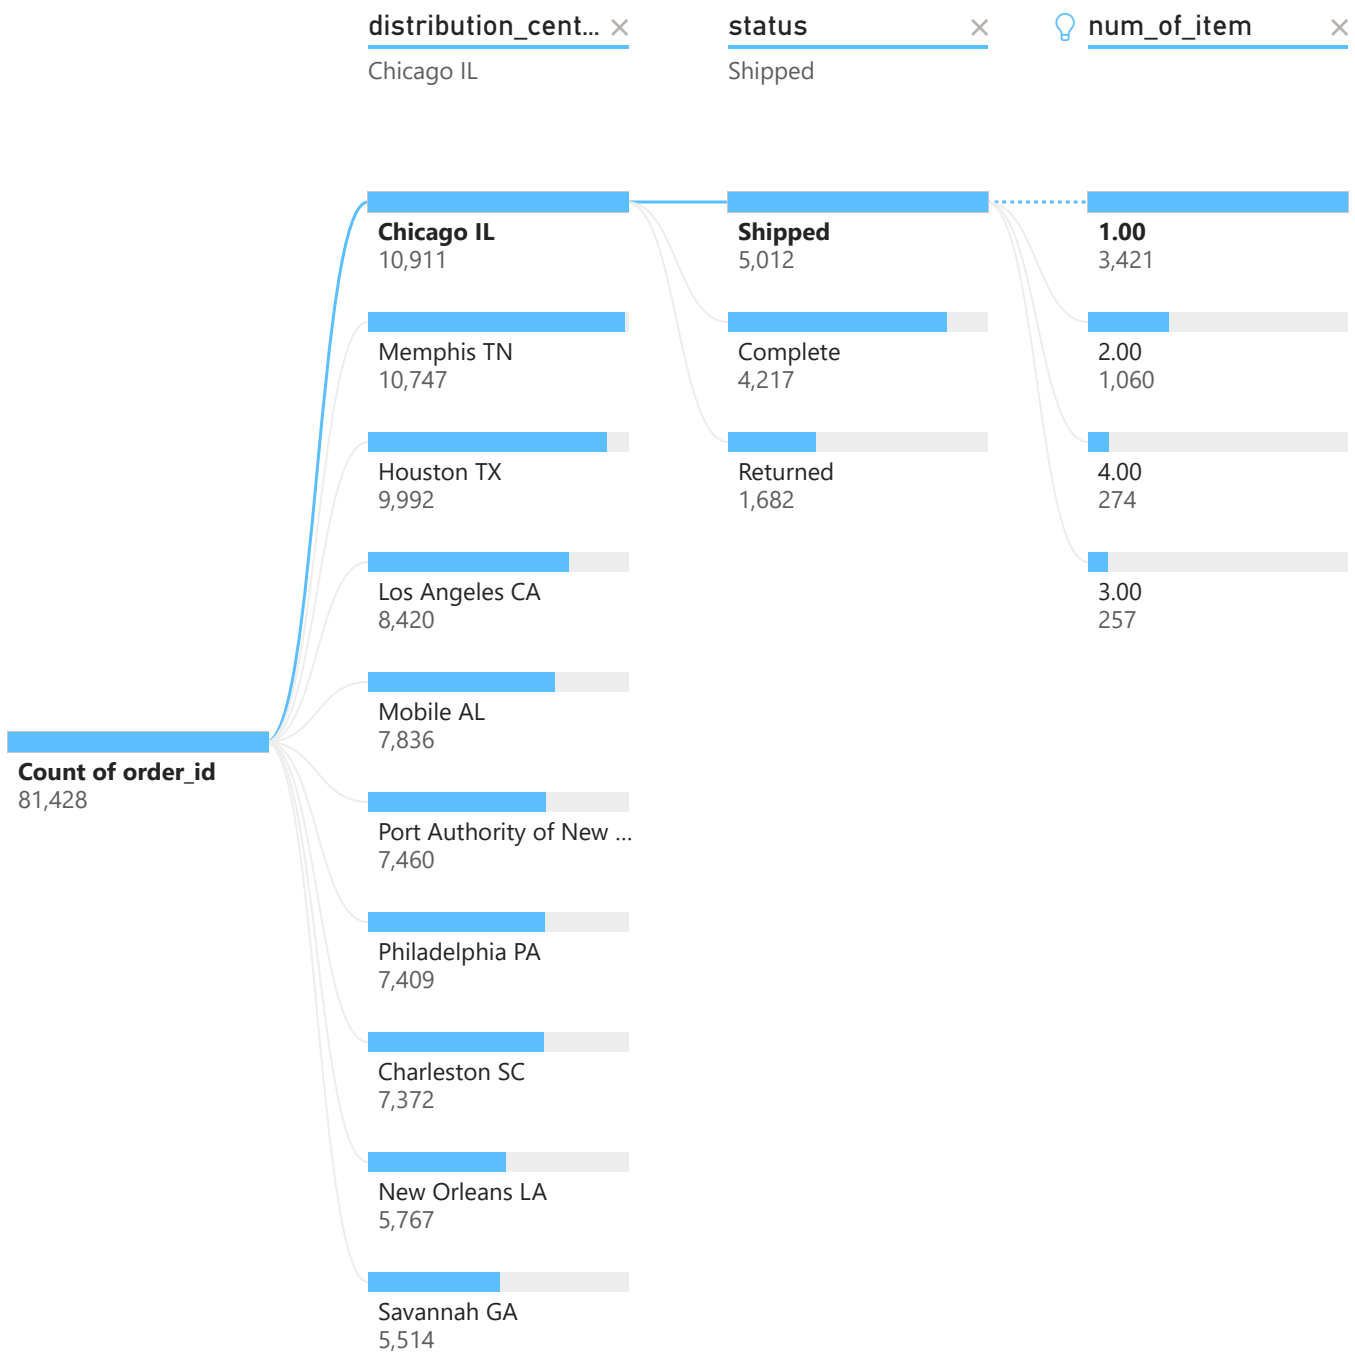 distribution_cent...
status
num_of_item
Chicago IL
Shipped
Count of order_id
81,428
Chicago IL
10,911
Memphis TN
10,747
Houston TX
9,992
Los Angeles CA
8,420
Mobile AL
7,836
Port Authority of New ...
7,460
Philadelphia PA
7,409
Charleston SC
7,372
New Orleans LA
5,767
Savannah GA
5,514
Shipped
5,012
Complete
4,217
Returned
1,682
1.00
3,421
2.00
1,060
4.00
274
3.00
257